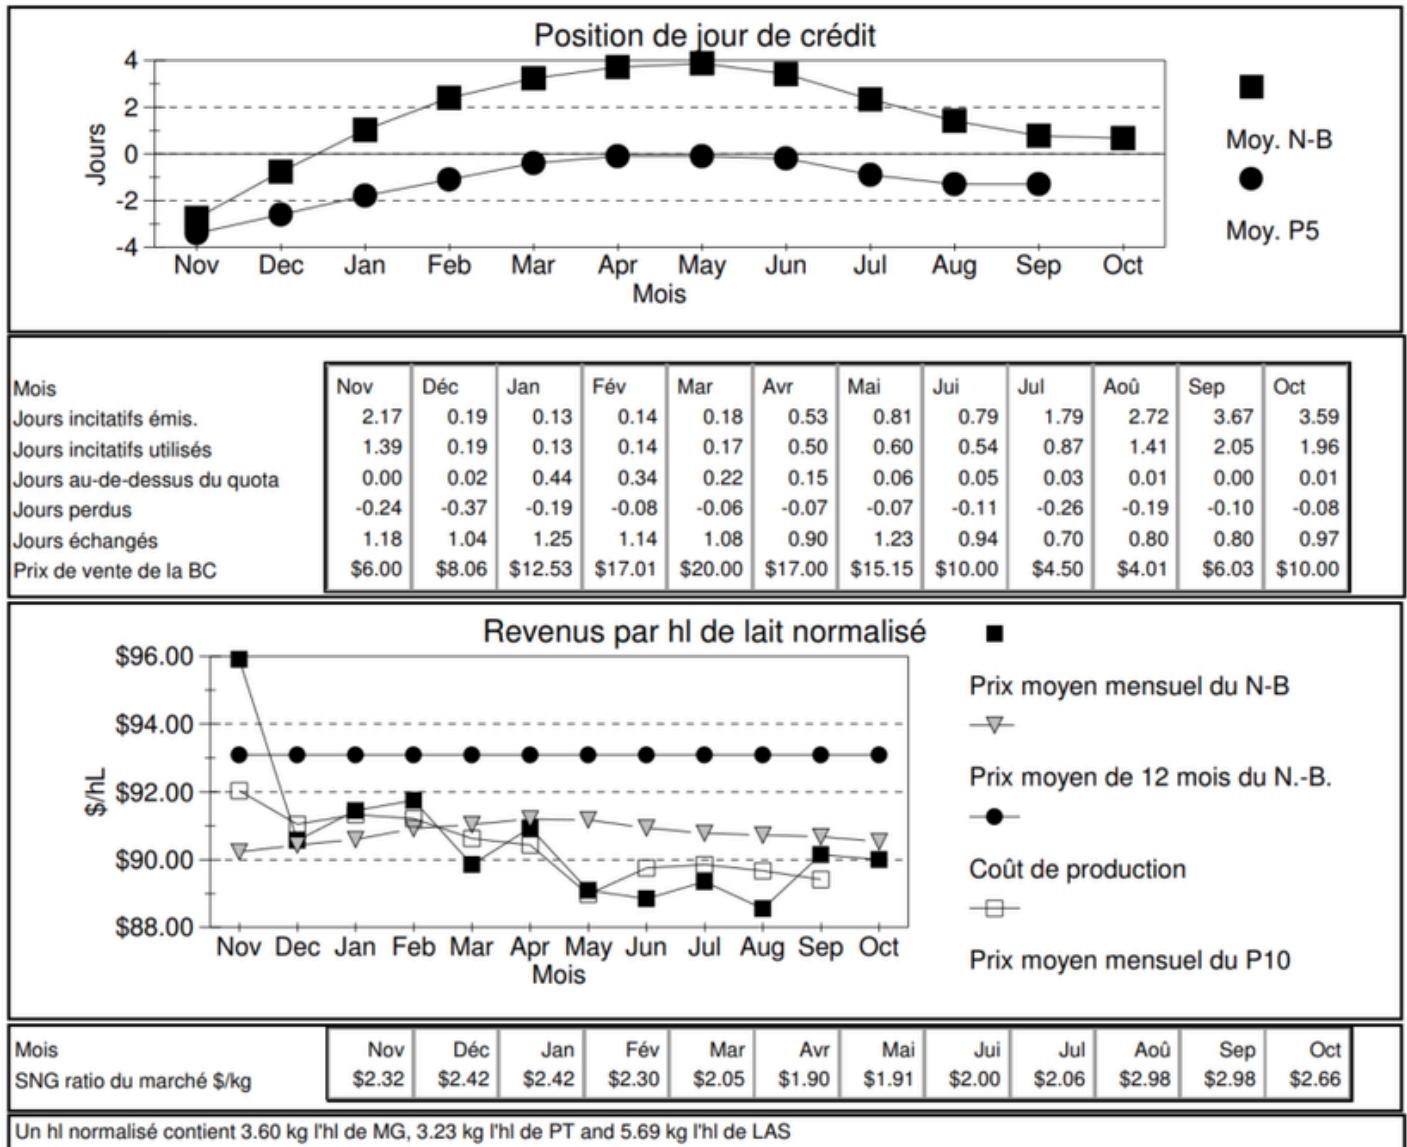 Position de jour de crédit
4
2
0
-2
-4
Jours
Nov Dec Jan Feb Mar Apr May Jun Jul Aug Sep Oct
Mois
Moy. N-B
Moy. P5
Mois Nov Déc Jan Fév Mar Avr Mai Jui Jul Aoû Sep Oct
Jours incitatifs émis. 2.17 0.19 0.13 0.14 0.18 0.53 0.81 0.79 1.79 2.72 3.67 3.59
Jours incitatifs utilisés 1.39 0.19 0.13 0.14 0.17 0.50 0.60 0.54 0.87 1.41 2.05 1.96
Jours au-de-dessus du quota 0.00 0.02 0.44 0.34 0.22 0.15 0.06 0.05 0.03 0.01 0.00 0.01
Jours perdus -0.24 -0.37 -0.19 -0.08 -0.06 -0.07 -0.07 -0.11 -0.26 -0.19 -0.10 -0.08
Jours échangés 1.18 1.04 1.25 1.14 1.08 0.90 1.23 0.94 0.70 0.80 0.80 0.97
Prix de vente de la BC $6.00 $8.06 $12.53 $17.01 $20.00 $17.00 $15.15 $10.00 $4.50 $4.01 $6.03 $10.00
Revenus par hl de lait normalisé
$96.00
$94.00
$92.00
$90.00
$88.00
$/hL
Nov Dec Jan Feb Mar Apr May Jun Jul Aug Sep Oct
Mois
Prix moyen mensuel du N-B
Prix moyen de 12 mois du N.-B.
Coût de production
Prix moyen mensuel du P10
Mois Nov Déc Jan Fév Mar Avr Mai Jui Jul Aoû Sep Oct
SNG ratio du marché $/kg $2.32 $2.42 $2.42 $2.30 $2.05 $1.90 $1.91 $2.00 $2.06 $2.98 $2.98 $2.66
Un hl normalisé contient 3.60 kg l'hl de MG, 3.23 kg l'hl de PT and 5.69 kg l'hl de LAS